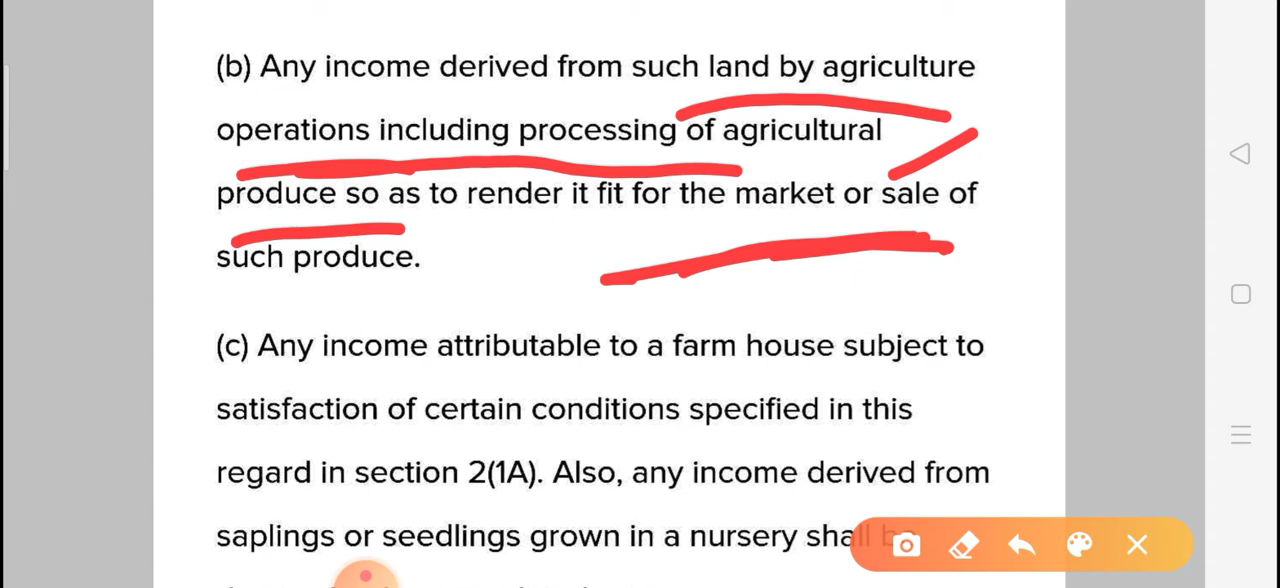 (b) Any income derived from such land by agriculture
operations including processing of agricultural
produce so as to render it fit for the market or sale of
such produce.
(c) Any income attributable to a farm house subject to
satisfaction of certain conditions specified in this
regard in section 2(1A). Also, any income derived from
saplings or seedlings grown in a nursery shall be